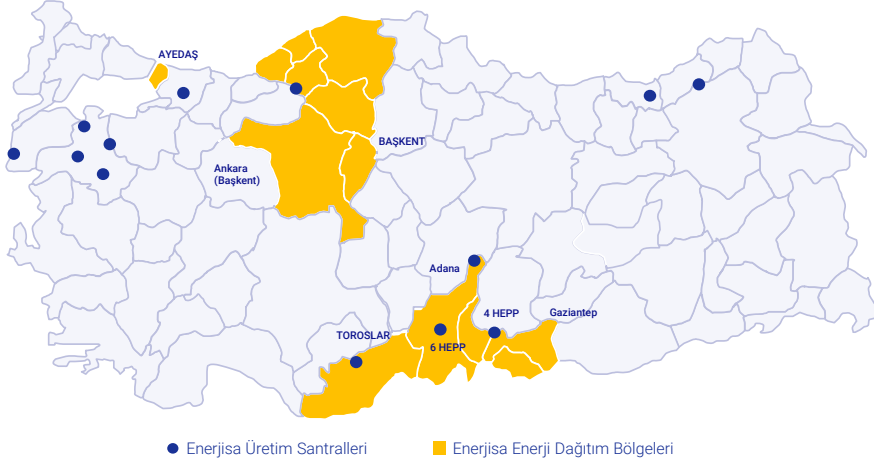 AYEDAŞ
BAŞKENT
Ankara
(Başkent)
Adana
4 HEPP
Gaziantep
TOROSLAR
6 HEPP
Enerjisa Üretim Santralleri
Enerjisa Enerji Dağıtım Bölgeleri